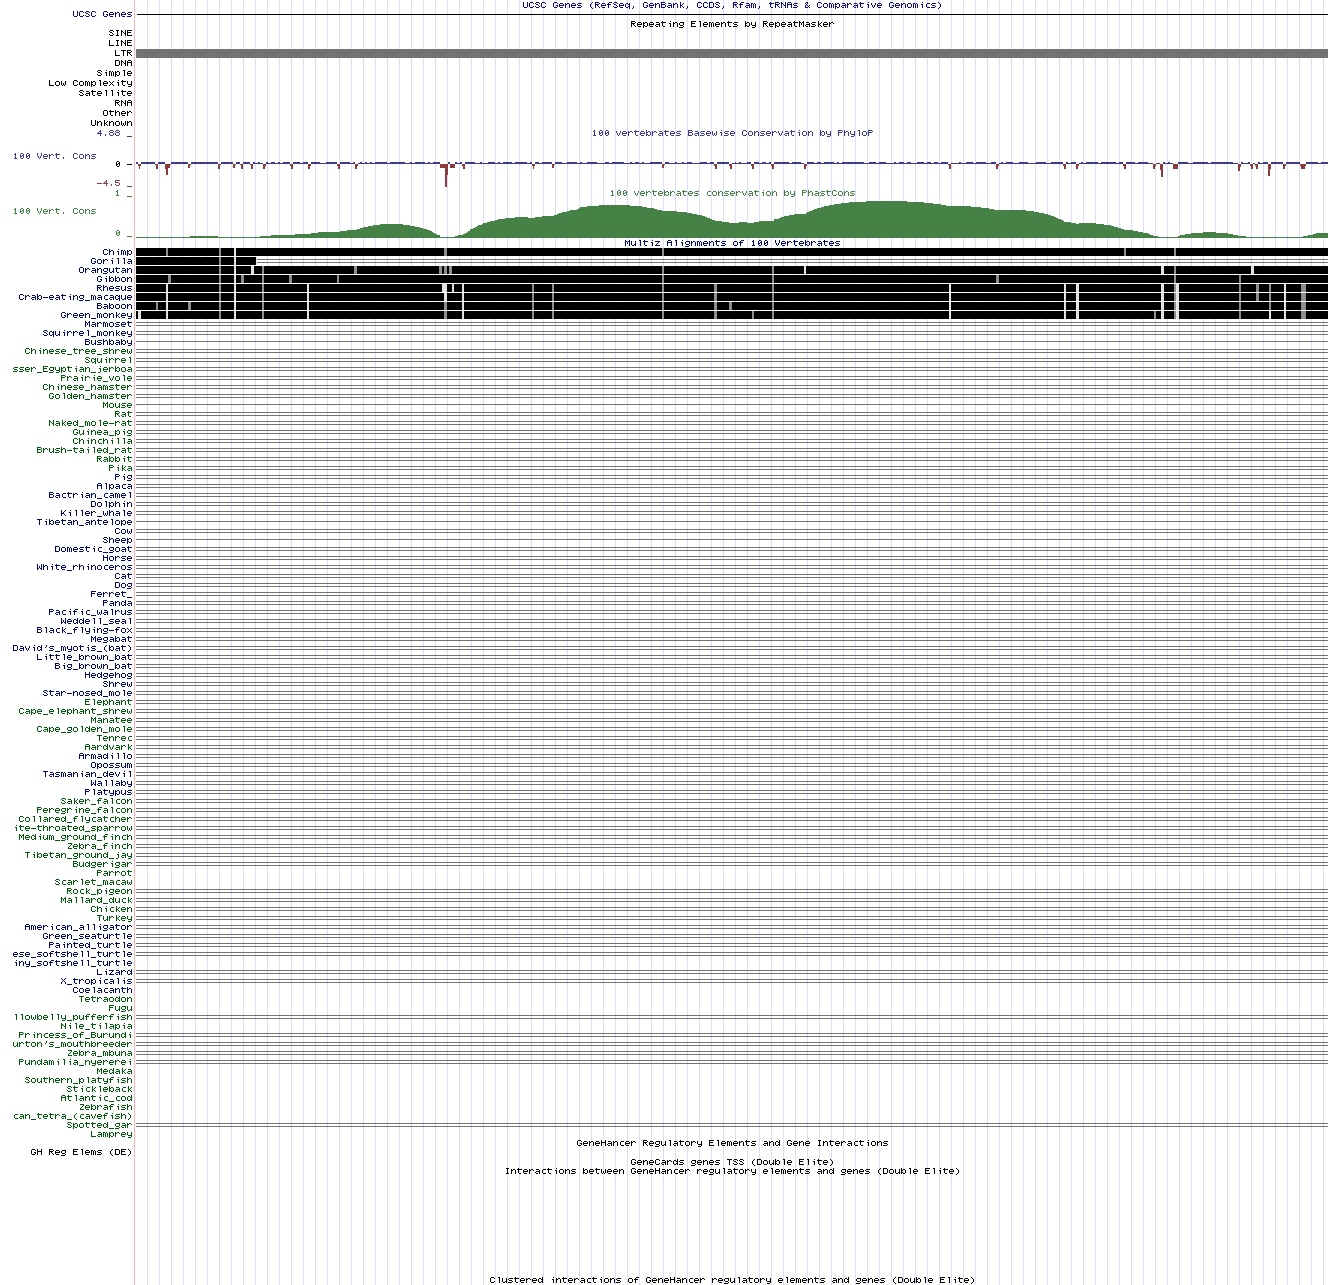 UCSC Genes (RefSeq, GenBank, CCDS, Rfam, tRNAs & Comparative Genomics)
UCSC Genes
Repeating Elements by RepeatMasker
SINE
LINE
LTR
DNA
Simple
Low Complexity
Satellite
RNA
Other
Unknown
4.88 _
100 vertebrates Basewise Conservation by PhyloP
100 Vert. Cons
0 -
-4.5 _
1 _
100 vertebrates conservation by PhastCons
100 Vert. Cons
0 _
Multiz Alignments of 100 Vertebrates
Chimp
Gorilla
Orangutan
Gibbon
Rhesus
Crab-eating_macaque
Baboon
Green_monkey
Marmoset
Squirrel_monkey
Bushbaby
Chinese_tree_shrew
Squirrel
sser_Egyptian_jerboa
Prairie_vole
Chinese_hamster
Golden_hamster
Mouse
Rat
Naked_mole-rat
Guinea_pig
Chinchilla
Brush-tailed_rat
Rabbit
Pika
Pig
Alpaca
Bactrian_camel
Dolphin
Killer_whale
Tibetan_antelope
Cow
Sheep
Domestic_goat
Horse
White_rhinoceros
Cat
Dog
Ferret_
Panda
Pacific_walrus
Weddell_seal
Black_flying-fox
Megabat
David's_myotis_(bat)
Little_brown_bat
Big_brown_bat
Hedgehog
Shrew
Star-nosed_mole
Elephant
Cape_elephant_shrew
Manatee
Cape_golden_mole
Tenrec
Aardvark
Armadillo
Opossum
Tasmanian_devil
Wallaby
Platypus
Saker_falcon
Peregrine_falcon
Collared_flycatcher
ite-throated_sparrow
Medium_ground_finch
Zebra_finch
Tibetan_ground_jay
Budgerigar
Parrot
Scarlet_macaw
Rock_pigeon
Mallard_duck
Chicken
Turkey
American_alligator
Green_seaturtle
Painted_turtle
ese_softshell_turtle
iny_softshell_turtle
Lizard
X_tropicalis
Coelacanth
Tetraodon
Fugu
llowbelly_pufferfish
Nile_tilapia
Princess_of_Burundi
urton's_mouthbreeder
Zebra_mbuna
Pundamilia_nyererei
Medaka
Southern_platyfish
Stickleback
Atlantic_cod
Zebrafish
can_tetra_(cavefish)
Spotted_gar
Lamprey
GeneHancer Regulatory Elements and Gene Interactions
GH Reg Elems (DE)
GeneCards genes TSS (Double Elite)
Interactions between GeneHancer regulatory elements and genes (Double Elite)
Clustered interactions of GeneHancer regulatory elements and genes (Double Elite)